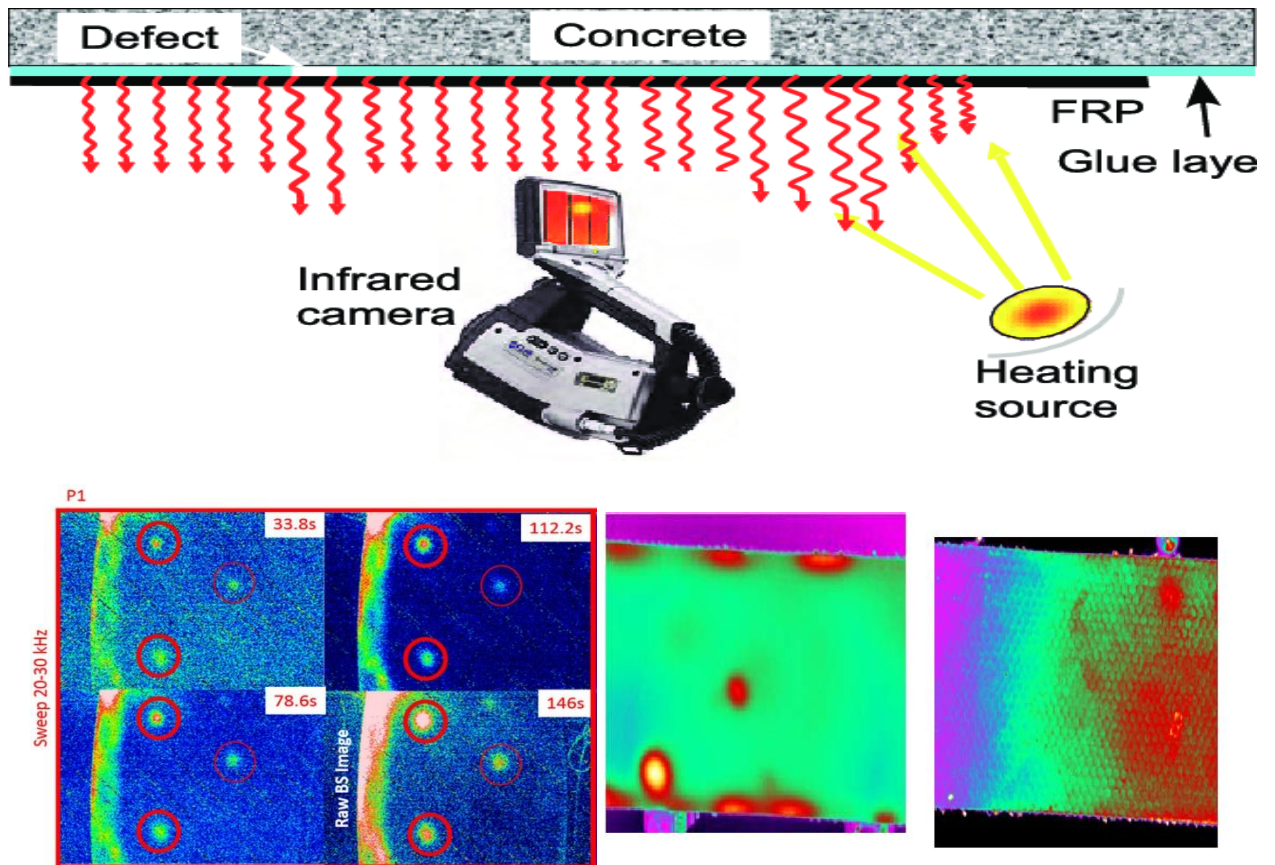 Defect
Concrete
FRP
Glue laye
Infrared
camera
Heating
source
P1
Sweep 20-30 kHz
33.8s
112.2s
78.6s
146s
Raw BS Image